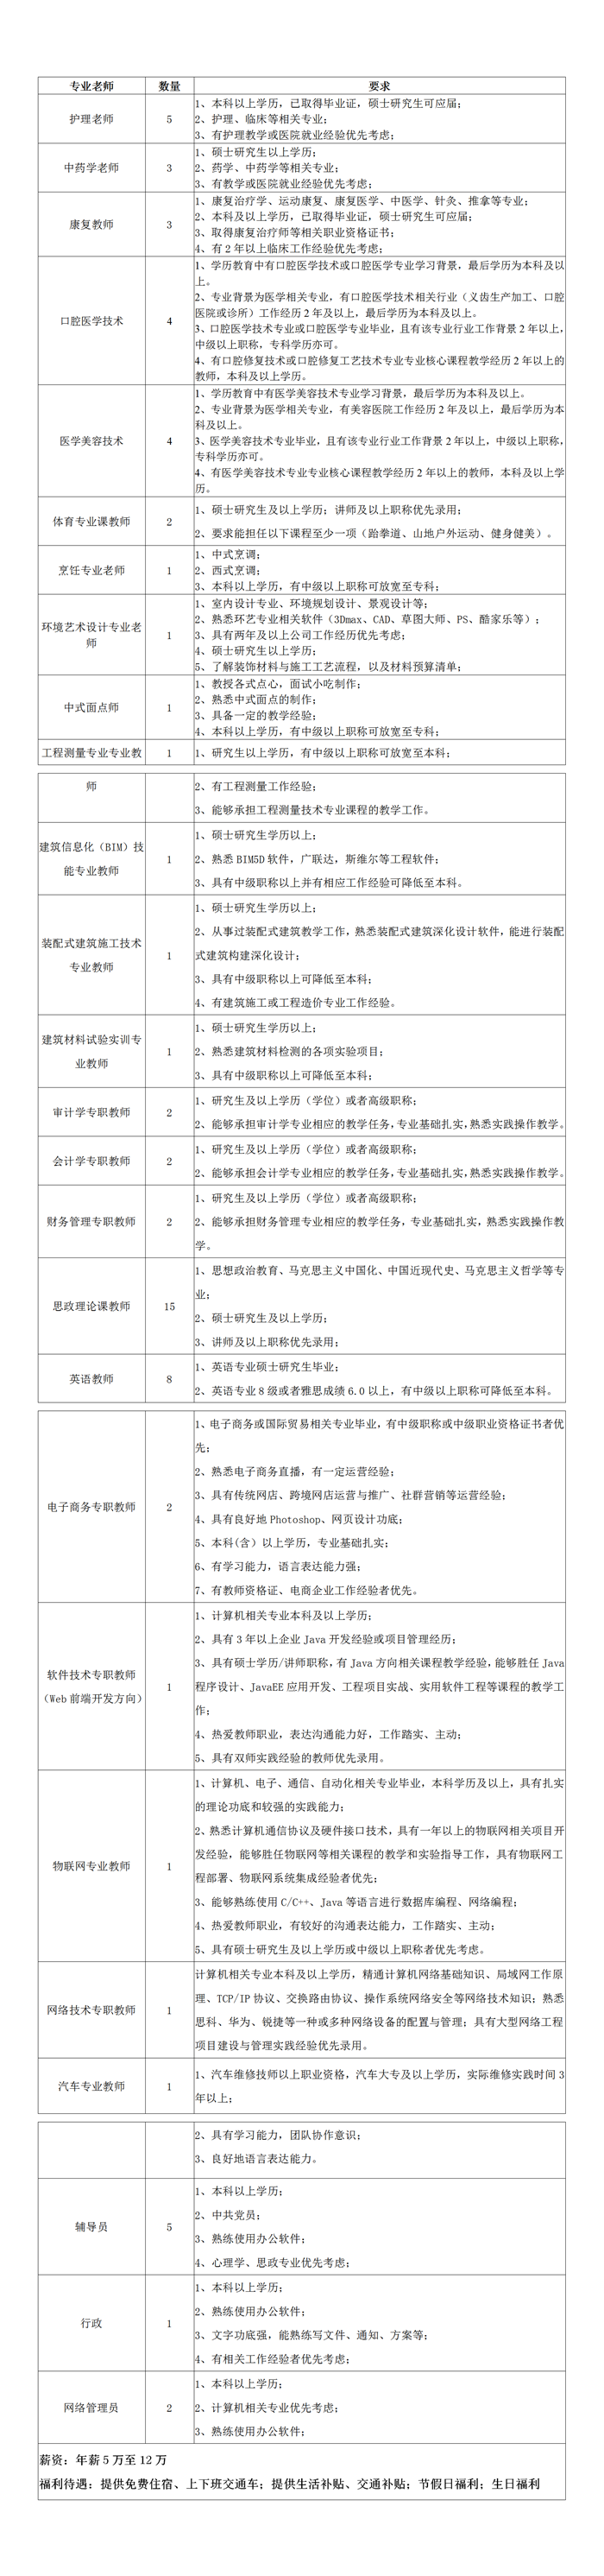 专业老师 数量 要求
护理老师 5
1、本科以上学历，已取得毕业证，硕士研究生可应届；
2、护理、临床等相关专业；
3、有护理教学或医院就业经验优先考虑；
中药学老师 3
1、硕士研究生以上学历；
2、药学、中药学等相关专业；
3、有教学或医院就业经验优先考虑；
康复教师 3
1、康复治疗学、运动康复、康复医学、中医学、针灸、推拿等专业；
2、本科及以上学历，已取得毕业证，硕士研究生可应届；
3、取得康复治疗师等相关职业资格证书；
4、有 2 年以上临床工作经验优先考虑；
口腔医学技术 4
1、学历教育中有口腔医学技术或口腔医学专业学习背景，最后学历为本科及以
上。
2、专业背景为医学相关专业，有口腔医学技术相关行业（义齿生产加工、口腔
医院或诊所）工作经历 2 年及以上，最后学历为本科及以上。
3、口腔医学技术专业或口腔医学专业毕业，且有该专业行业工作背景 2 年以上，
中级以上职称，专科学历亦可。
4、有口腔修复技术或口腔修复工艺技术专业专业核心课程教学经历 2 年以上的
教师，本科及以上学历。
医学美容技术 4
1、学历教育中有医学美容技术专业学习背景，最后学历为本科及以上。
2、专业背景为医学相关专业，有美容医院工作经历 2 年及以上，最后学历为本
科及以上。
3、医学美容技术专业毕业，且有该专业行业工作背景 2 年以上，中级以上职称，
专科学历亦可。
4、有医学美容技术专业专业核心课程教学经历 2 年以上的教师，本科及以上学
历。
体育专业课教师 2
1、硕士研究生及以上学历；讲师及以上职称优先录用；
2、要求能担任以下课程至少一项（跆拳道、山地户外运动、健身健美）。
烹饪专业老师 1
1、中式烹调；
2、西式烹调；
3、本科以上学历，有中级以上职称可放宽至专科；
环境艺术设计专业老
师 1
1、室内设计专业、环境规划设计、景观设计等；
2、熟悉环艺专业相关软件（3Dmax、CAD、草图大师、PS、酷家乐等）；
3、具有两年及以上公司工作经历优先考虑；
4、硕士研究生以上学历；
5、了解装饰材料与施工工艺流程，以及材料预算清单；
中式面点师 1
1、教授各式点心，面试小吃制作；
2、熟悉中式面点的制作；
3、具备一定的教学经验；
4、本科以上学历，有中级以上职称可放宽至专科；
工程测量专业专业教 1 1、研究生以上学历，有中级以上职称可放宽至本科；
师 2、有工程测量工作经验；
3、能够承担工程测量技术专业课程的教学工作。
建筑信息化（BIM）技
能专业教师 1
1、硕士研究生学历以上；
2、熟悉 BIM5D 软件，广联达，斯维尔等工程软件；
3、具有中级职称以上并有相应工作经验可降低至本科。
装配式建筑施工技术
专业教师 1
1、硕士研究生学历以上；
2、从事过装配式建筑教学工作，熟悉装配式建筑深化设计软件，能进行装配
式建筑构建深化设计；
3、具有中级职称以上可降低至本科；
4、有建筑施工或工程造价专业工作经验。
建筑材料试验实训专
业教师 1
1、硕士研究生学历以上；
2、熟悉建筑材料检测的各项实验项目；
3、具有中级职称以上可降低至本科；
审计学专职教师 2
1、研究生及以上学历（学位）或者高级职称；
2、能够承担审计学专业相应的教学任务，专业基础扎实，熟悉实践操作教学。
会计学专职教师 2
1、研究生及以上学历（学位）或者高级职称；
2、能够承担会计学专业相应的教学任务，专业基础扎实，熟悉实践操作教学。
财务管理专职教师 2
1、研究生及以上学历（学位）或者高级职称；
2、能够承担财务管理专业相应的教学任务，专业基础扎实，熟悉实践操作教
学。
思政理论课教师 15
1、思想政治教育、马克思主义中国化、中国近现代史、马克思主义哲学等专
业；
2、硕士研究生及以上学历；
3、讲师及以上职称优先录用；
英语教师 8
1、英语专业硕士研究生毕业；
2、英语专业 8 级或者雅思成绩 6.0 以上，有中级以上职称可降低至本科。
电子商务专职教师 2
1、电子商务或国际贸易相关专业毕业，有中级职称或中级职业资格证书者优
先；
2、熟悉电子商务直播，有一定运营经验；
3、具有传统网店、跨境网店运营与推广、社群营销等运营经验；
4、具有良好地 Photoshop、网页设计功底；
5、本科(含）以上学历，专业基础扎实；
6、有学习能力，语言表达能力强；
7、有教师资格证、电商企业工作经验者优先。
软件技术专职教师
（Web 前端开发方向） 1
1、计算机相关专业本科及以上学历；
2、具有 3 年以上企业 Java 开发经验或项目管理经历；
3、具有硕士学历/讲师职称，有 Java 方向相关课程教学经验，能够胜任 Java
程序设计、JavaEE 应用开发、工程项目实战、实用软件工程等课程的教学工
作；
4、热爱教师职业，表达沟通能力好，工作踏实、主动；
5、具有双师实践经验的教师优先录用。
物联网专业教师 1
1、计算机、电子、通信、自动化相关专业毕业，本科学历及以上，具有扎实
的理论功底和较强的实践能力；
2、熟悉计算机通信协议及硬件接口技术，具有一年以上的物联网相关项目开
发经验，能够胜任物联网等相关课程的教学和实验指导工作，具有物联网工
程部署、物联网系统集成经验者优先；
3、能够熟练使用 C/C++、Java 等语言进行数据库编程、网络编程；
4、热爱教师职业，有较好的沟通表达能力，工作踏实、主动；
5、具有硕士研究生及以上学历或中级以上职称者优先考虑。
网络技术专职教师 1
计算机相关专业本科及以上学历，精通计算机网络基础知识、局域网工作原
理、TCP/IP 协议、交换路由协议、操作系统网络安全等网络技术知识；熟悉
思科、华为、锐捷等一种或多种网络设备的配置与管理；具有大型网络工程
项目建设与管理实践经验优先录用。
汽车专业教师 1
1、汽车维修技师以上职业资格，汽车大专及以上学历，实际维修实践时间 3
年以上；
2、具有学习能力，团队协作意识；
3、良好地语言表达能力。
辅导员 5
1、本科以上学历；
2、中共党员；
3、熟练使用办公软件；
4、心理学、思政专业优先考虑；
行政 1
1、本科以上学历；
2、熟练使用办公软件；
3、文字功底强，能熟练写文件、通知、方案等；
4、有相关工作经验者优先考虑；
网络管理员 2
1、本科以上学历；
2、计算机相关专业优先考虑；
3、熟练使用办公软件；
薪资：年薪 5 万至 12 万
福利待遇：提供免费住宿、上下班交通车；提供生活补贴、交通补贴；节假日福利；生日福利